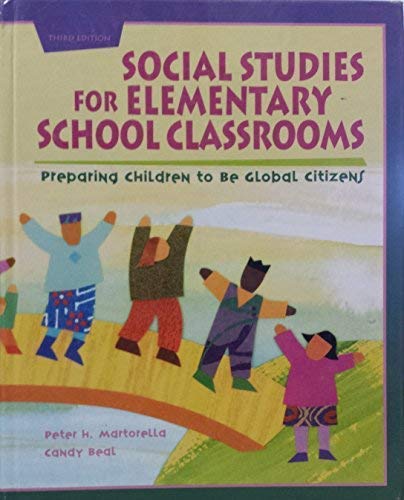 THIRD EDITION
SOCIAL STUDIES
FOR ELEMENTARY
SCHOOL CLASSROOMS
Preparing Children to Be Global Citizens
Peter H. Martorella
Candy Beal